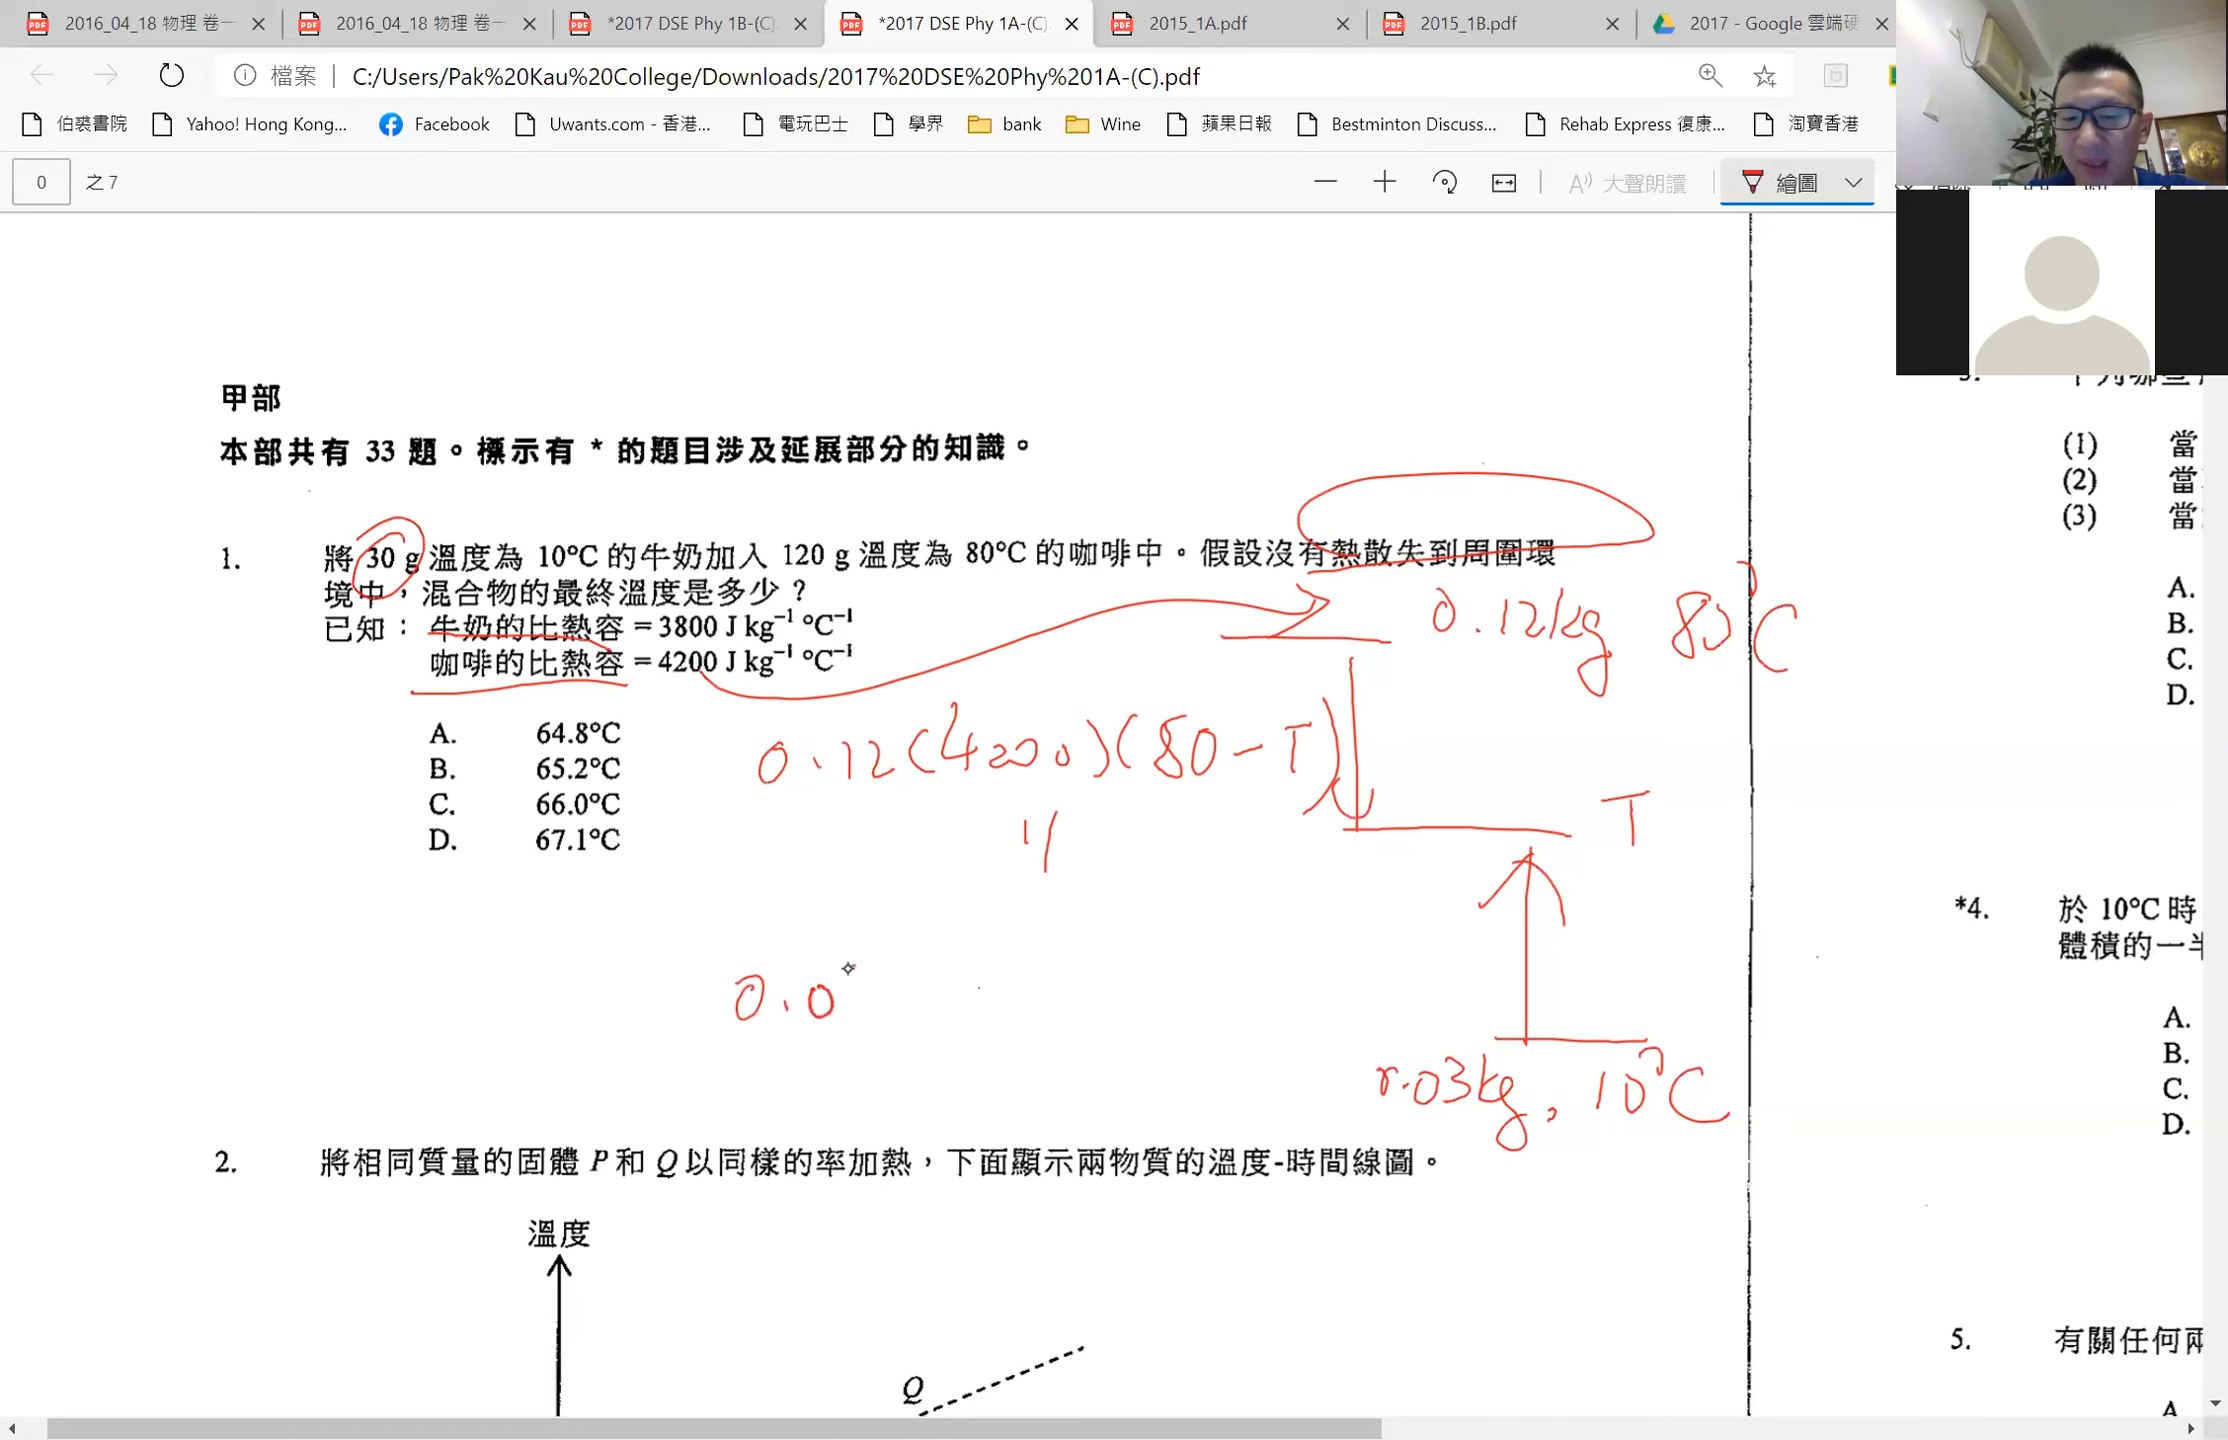 2016_04_18 物理 卷一
2016_04_18 物理 卷一
*2017 DSE Phy 1B-(C)
*2017 DSE Phy 1A-(C)
2015_1A.pdf
2015_1B.pdf
2017 - Google 雲端硬
檔案
C:/Users/Pak%20Kau%20College/Downloads/2017%20DSE%20Phy%201A-(C).pdf
伯裘書院
Yahoo! Hong Kong...
Facebook
Uwants.com - 香港...
電玩巴士
學界
bank
Wine
蘋果日報
Bestminton Discuss...
Rehab Express 復康...
淘寶香港
0 之 7
大聲朗讀
繪圖
甲部
本部共有 33 題。標示有 * 的題目涉及延展部分的知識。
1. 將 30 g 溫度為 10°C 的牛奶加入 120 g 溫度為 80°C 的咖啡中。假設沒有熱散失到周圍環
境中,混合物的最終溫度是多少?
已知: 牛奶的比熱容 = 3800 J kg⁻¹ °C⁻¹
咖啡的比熱容 = 4200 J kg⁻¹ °C⁻¹
0.12kg 80°C
A. 64.8°C
B. 65.2°C
C. 66.0°C
D. 67.1°C
0.12(4200)(80-T)
T
0.0
10°C
2. 將相同質量的固體 P 和 Q 以同樣的率加熱,下面顯示兩物質的溫度-時間線圖。
溫度
Q
(1) 當
(2) 當
(3) 當
A.
B.
C.
D.
*4. 於 10°C 時
體積的一半
A.
B.
C.
D.
5. 有關任何兩
A